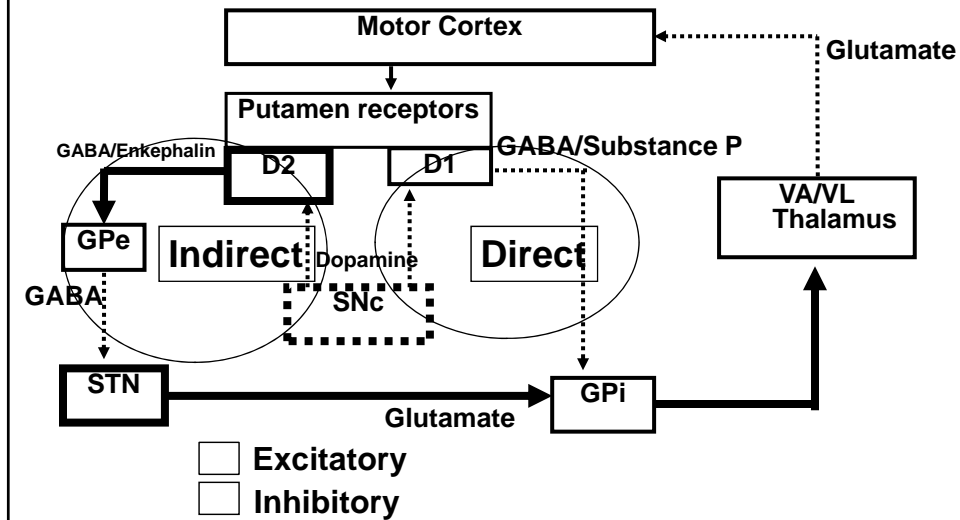 Motor Cortex
Glutamate
Putamen receptors
GABA/Enkephalin
D2
D1
GABA/Substance P
VA/VL
Thalamus
GPe
Indirect
Dopamine
Direct
GABA
SNc
STN
GPi
Glutamate
Excitatory
Inhibitory